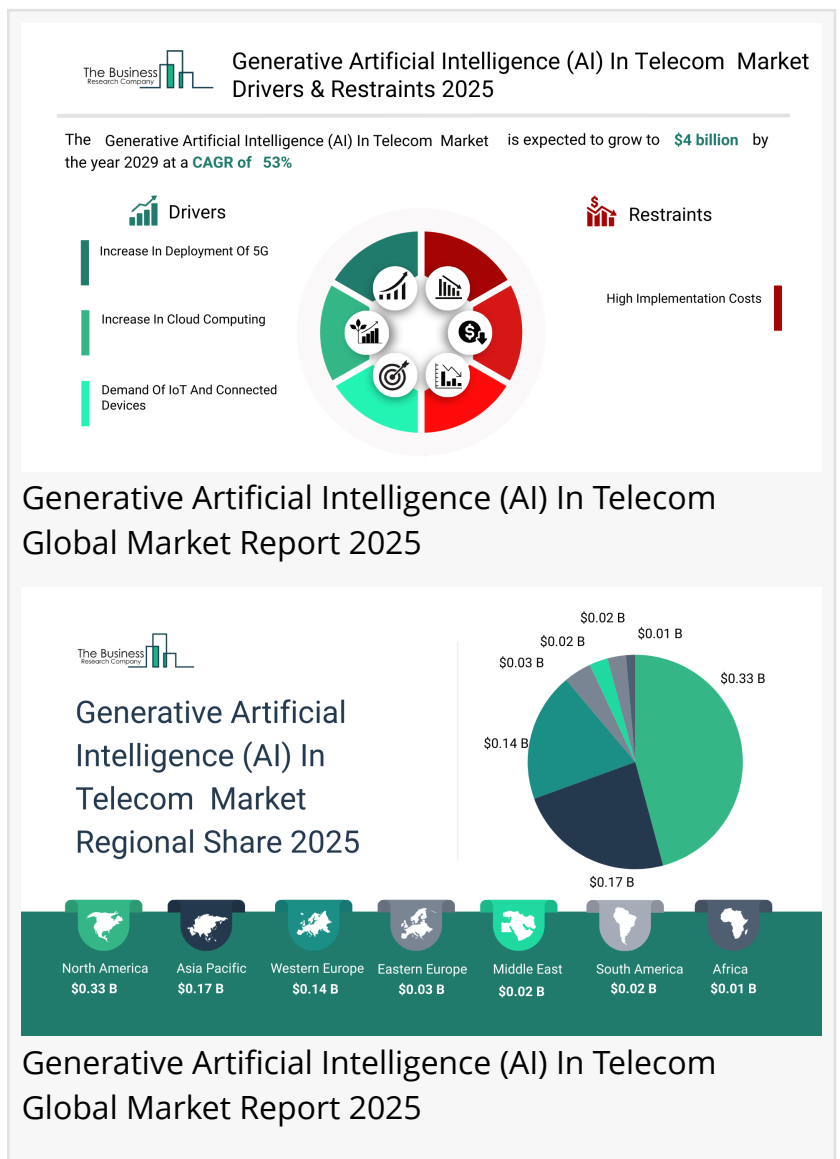 The Business
Research Company
Generative Artificial Intelligence (AI) In Telecom Market
Drivers & Restraints 2025
The Generative Artificial Intelligence (AI) In Telecom Market is expected to grow to $4 billion by
the year 2029 at a CAGR of 53%
Drivers
Restraints
Increase In Deployment Of 5G
Increase In Cloud Computing
Demand Of IoT And Connected
Devices
High Implementation Costs
Generative Artificial Intelligence (AI) In Telecom
Global Market Report 2025
The Business
Research Company
Generative Artificial
Intelligence (AI) In
Telecom Market
Regional Share 2025
$0.02 B
$0.01 B
$0.02 B
$0.03 B
$0.33 B
$0.14 B
$0.17 B
North America Asia Pacific Western Europe Eastern Europe Middle East South America Africa
$0.33 B $0.17 B $0.14 B $0.03 B $0.02 B $0.02 B $0.01 B
Generative Artificial Intelligence (AI) In Telecom
Global Market Report 2025